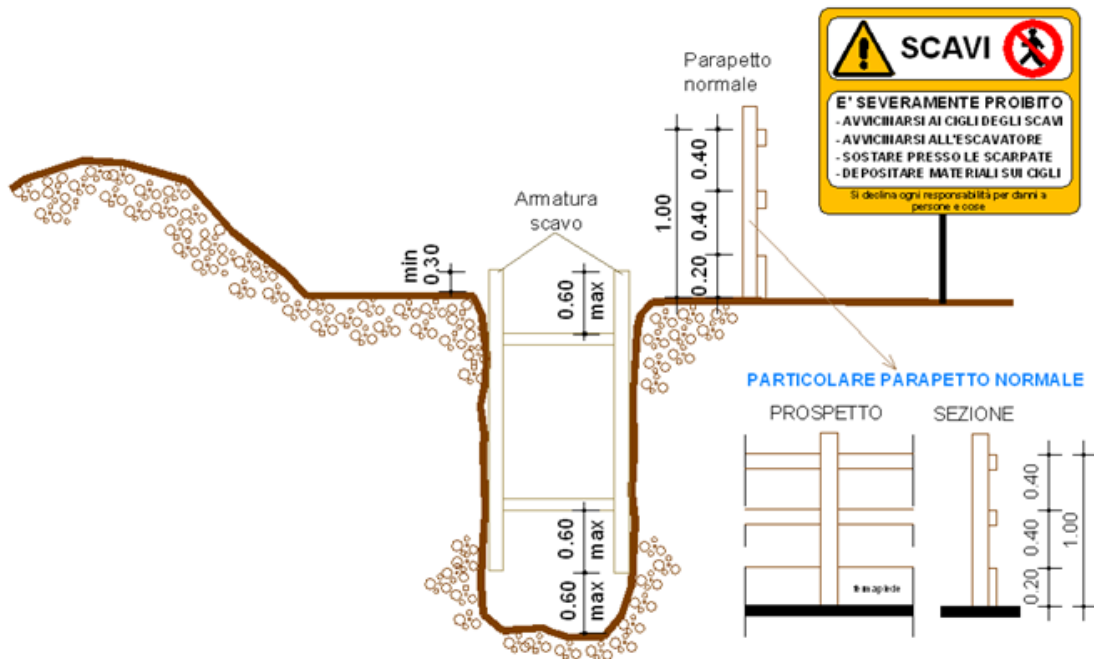 SCAVI
E' SEVERAMENTE PROIBITO
- AVVICINARSI AI CIGLI DEGLI SCAVI
- AVVICINARSI ALL'ESCAVATORE
- SOSTARE PRESSO LE SCARPATE
- DEPOSITARE MATERIALI SUI CIGLI
Si declina ogni responsabilità per danni a
persone e cose
Parapetto
normale
1.00
0.40
0.40
0.20
Armatura
scavo
min
0.30
0.60
max
0.60
max
0.60
max
PARTICOLARE PARAPETTO NORMALE
PROSPETTO
SEZIONE
fermapiede
0.40
0.40
0.20
1.00